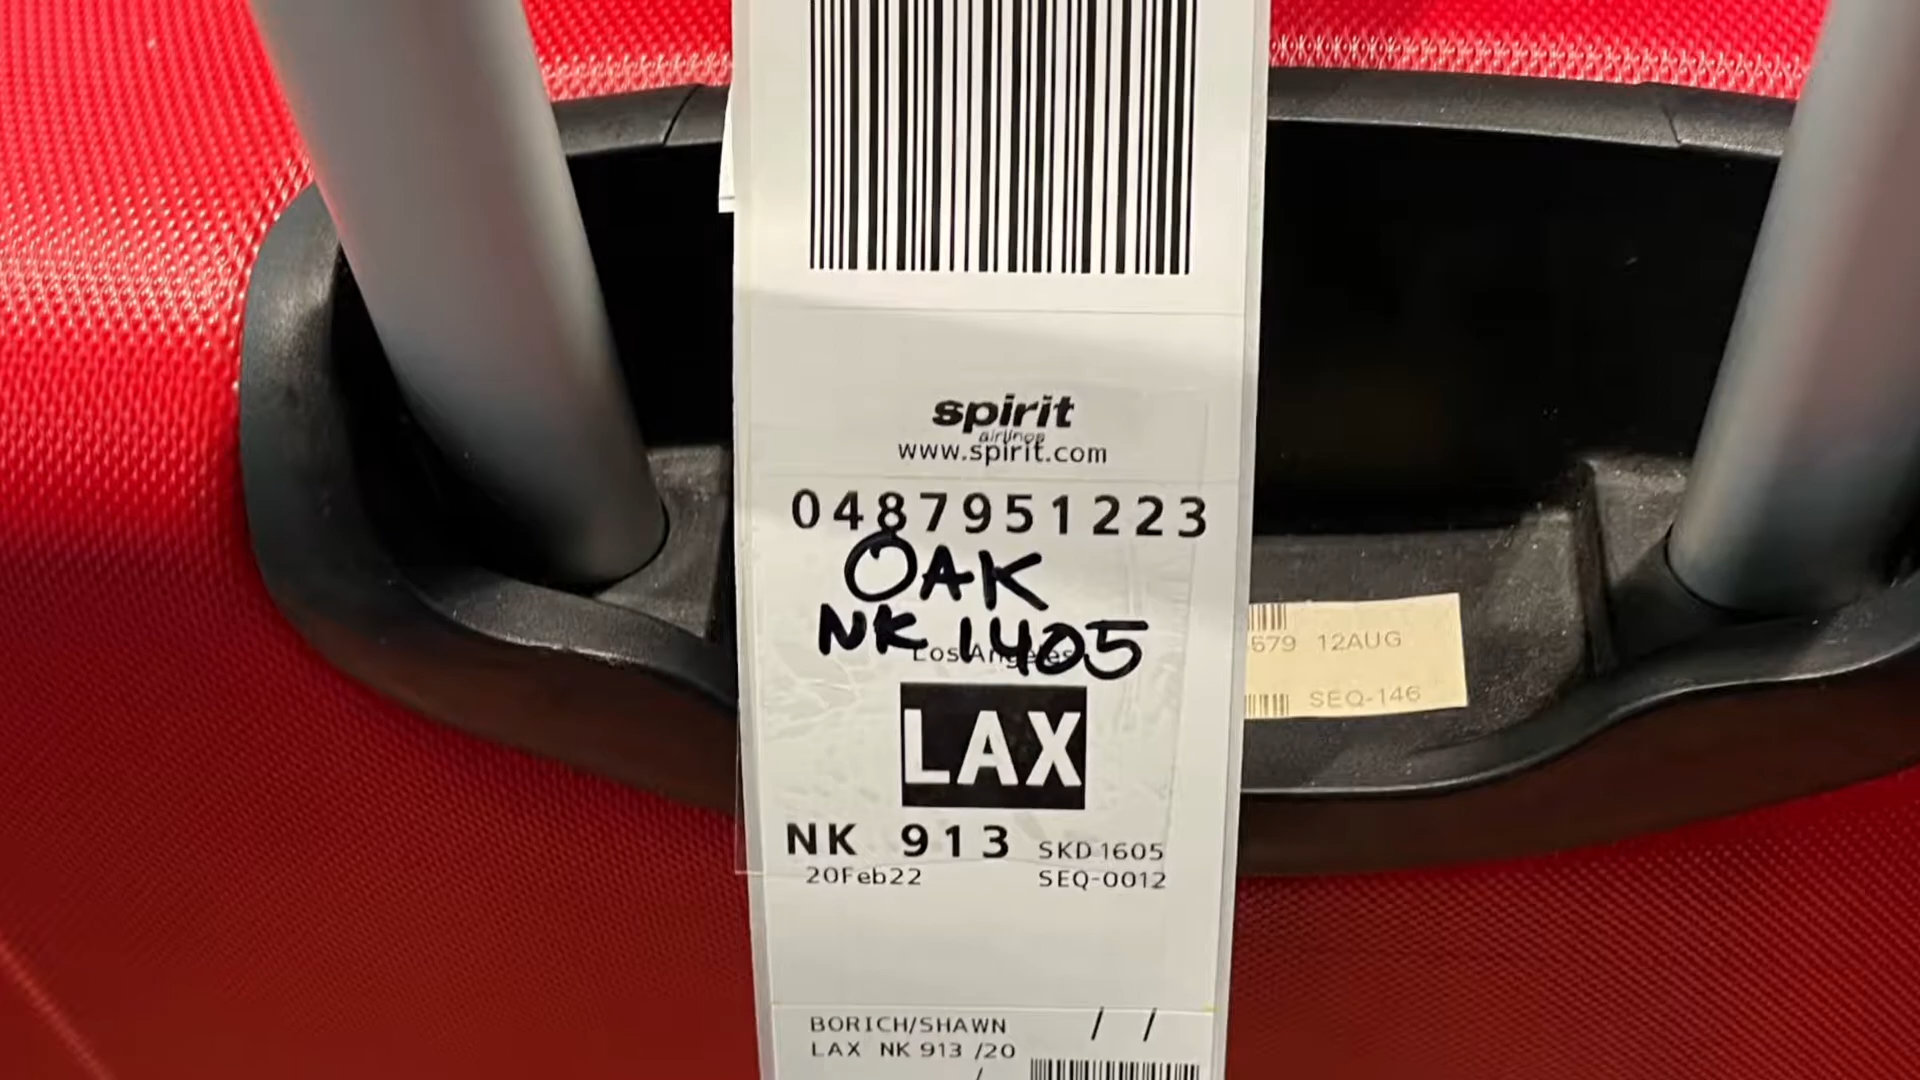 spirit
airlines
www.spirit.com
0487951223
OAK
NK 1405
Los Angeles
LAX
NK 913 SKD 1605
20Feb22 SEQ-0012
BORICH/SHAWN / /
LAX NK 913 /20
/
579 12AUG
SEQ-146